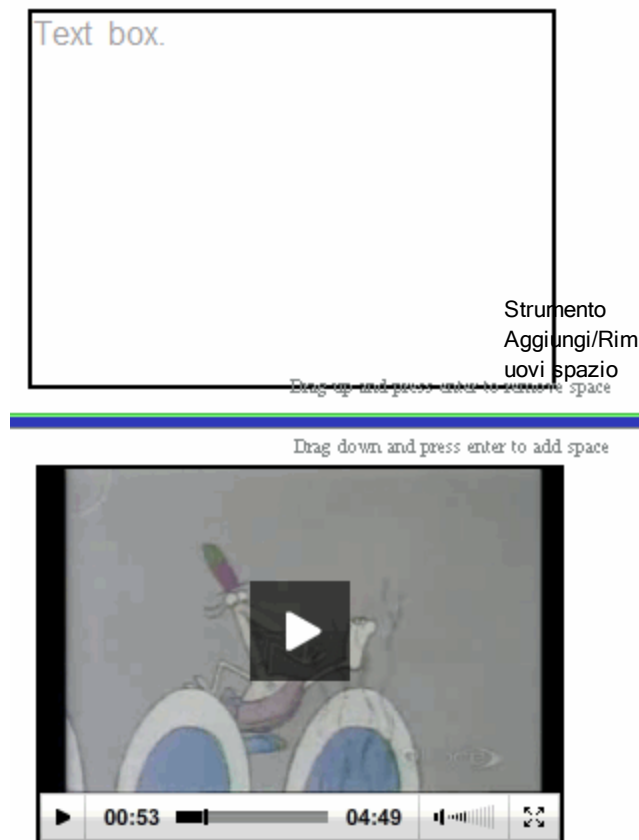 Text box.
Strumento
Aggiungi/Rim
uovi spazio
Drag up and press enter to remove space
Drag down and press enter to add space
00:53
04:49